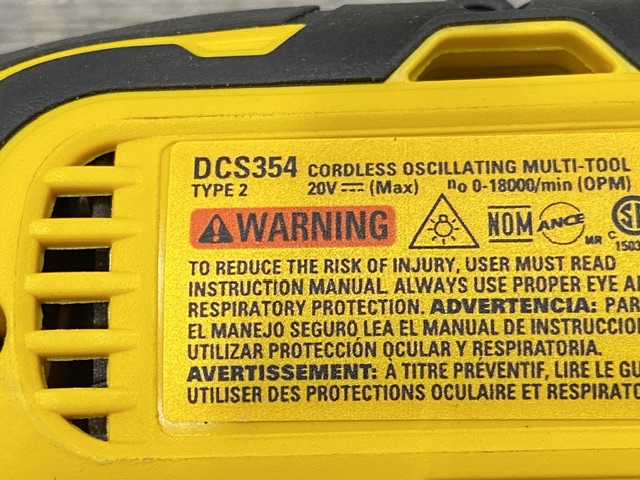 DCS354 CORDLESS OSCILLATING MULTI-TOOL
TYPE 2 20V (Max) no 0-18000/min (OPM)
WARNING NOM ANCE
MR C 1503
TO REDUCE THE RISK OF INJURY, USER MUST READ
INSTRUCTION MANUAL. ALWAYS USE PROPER EYE
RESPIRATORY PROTECTION. ADVERTENCIA:
EL MANEJO SEGURO LEA EL MANUAL DE
UTILIZAR PROTECCIÓN OCULAR Y RESPIRATORIA.
AVERTISSEMENT: À TITRE PRÉVENTIF, LIRE LE
UTILISER DES PROTECTIONS OCULAIRE ET